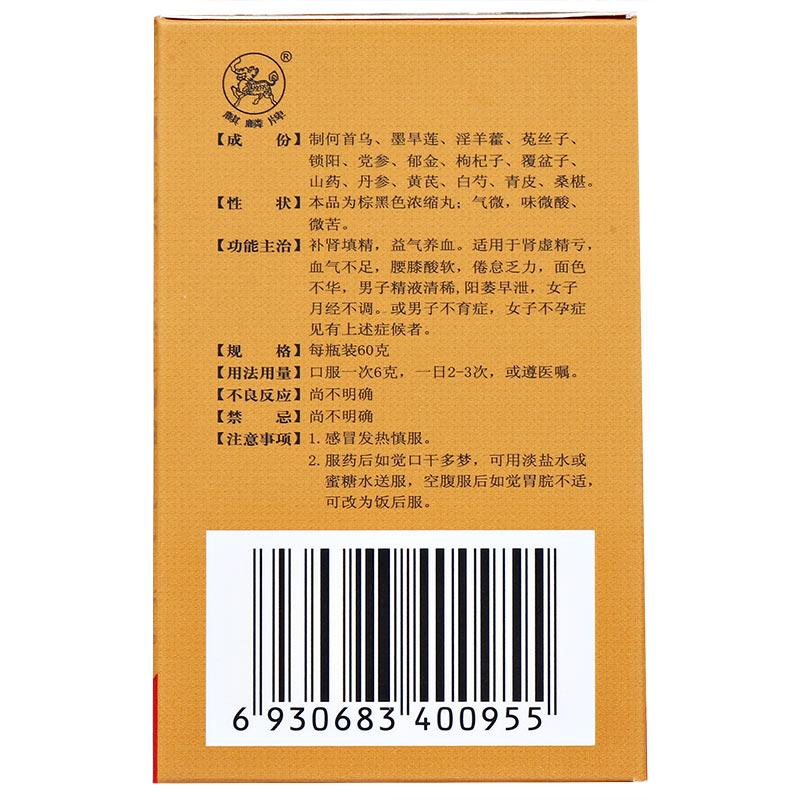 ®
麒麟牌
【成　份】制何首乌、墨旱莲、淫羊藿、菟丝子、
锁阳、党参、郁金、枸杞子、覆盆子、
山药、丹参、黄芪、白芍、青皮、桑椹。
【性　状】本品为棕黑色浓缩丸；气微，味微酸、
微苦。
【功能主治】补肾填精，益气养血。适用于肾虚精亏，
血气不足，腰膝酸软，倦怠乏力，面色
不华，男子精液清稀,阳萎早泄，女子
月经不调。或男子不育症，女子不孕症
见有上述症候者。
【规　格】每瓶装60克
【用法用量】口服一次6克，一日2-3次，或遵医嘱。
【不良反应】尚不明确
【禁　忌】尚不明确
【注意事项】1.感冒发热慎服。
2.服药后如觉口干多梦，可用淡盐水或
蜜糖水送服，空腹服后如觉胃脘不适，
可改为饭后服。
6 930683 400955